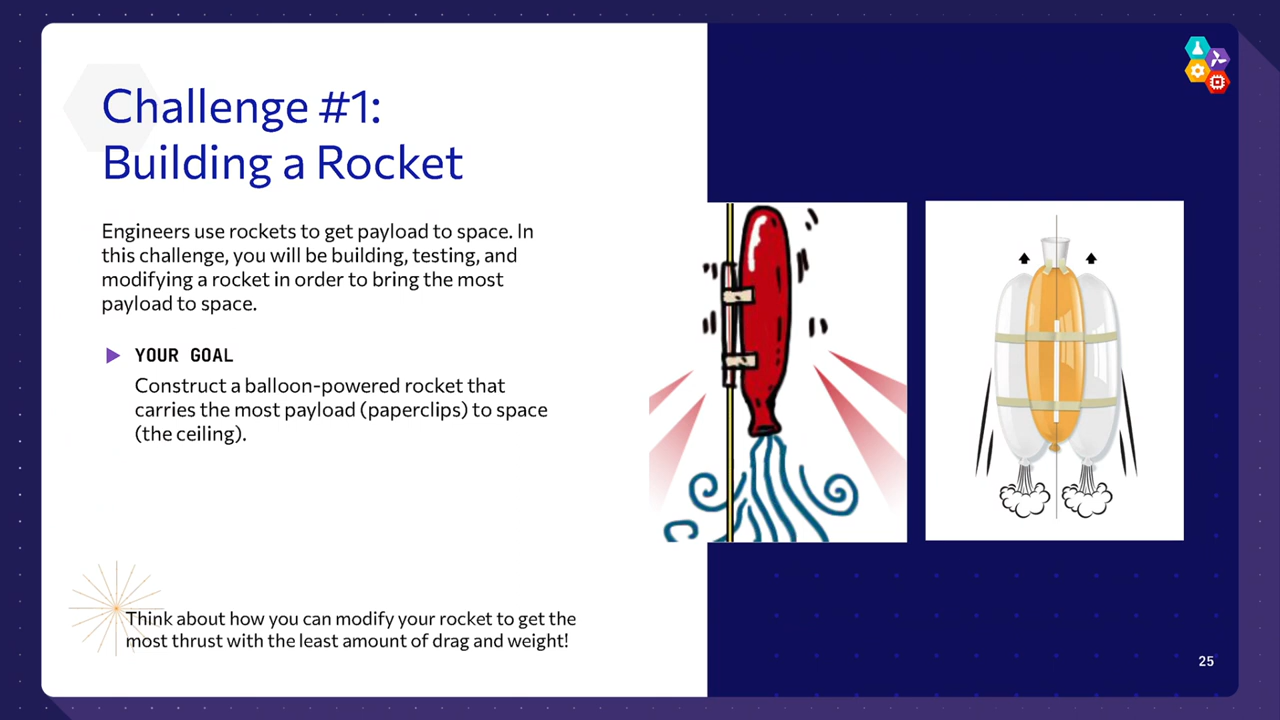 Challenge #1:
Building a Rocket
Engineers use rockets to get payload to space. In
this challenge, you will be building, testing, and
modifying a rocket in order to bring the most
payload to space.
YOUR GOAL
Construct a balloon-powered rocket that
carries the most payload (paperclips) to space
(the ceiling).
Think about how you can modify your rocket to get the
most thrust with the least amount of drag and weight!
25